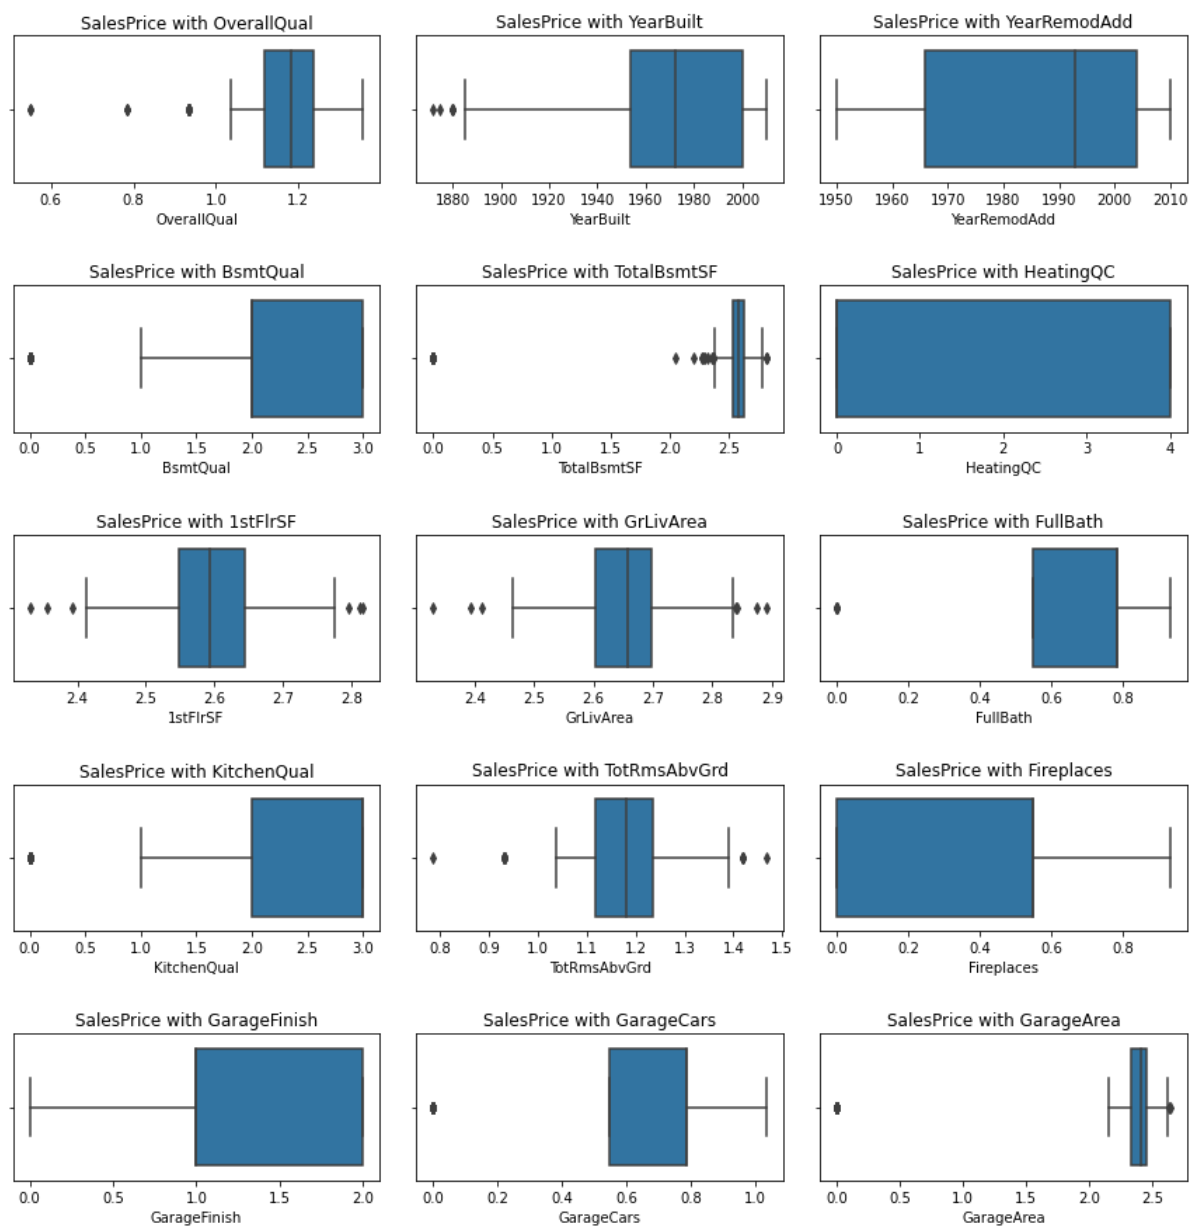 SalesPrice with OverallQual
0.6 0.8 1.0 1.2
OverallQual
SalesPrice with YearBuilt
1880 1900 1920 1940 1960 1980 2000
YearBuilt
SalesPrice with YearRemodAdd
1950 1960 1970 1980 1990 2000 2010
YearRemodAdd
SalesPrice with BsmtQual
0.0 0.5 1.0 1.5 2.0 2.5 3.0
BsmtQual
SalesPrice with TotalBsmtSF
0.0 0.5 1.0 1.5 2.0 2.5
TotalBsmtSF
SalesPrice with HeatingQC
0 1 2 3 4
HeatingQC
SalesPrice with 1stFlrSF
2.4 2.5 2.6 2.7 2.8
1stFlrSF
SalesPrice with GrLivArea
2.4 2.5 2.6 2.7 2.8 2.9
GrLivArea
SalesPrice with FullBath
0.0 0.2 0.4 0.6 0.8
FullBath
SalesPrice with KitchenQual
0.0 0.5 1.0 1.5 2.0 2.5 3.0
KitchenQual
SalesPrice with TotRmsAbvGrd
0.8 0.9 1.0 1.1 1.2 1.3 1.4 1.5
TotRmsAbvGrd
SalesPrice with Fireplaces
0.0 0.2 0.4 0.6 0.8
Fireplaces
SalesPrice with GarageFinish
0.0 0.5 1.0 1.5 2.0
GarageFinish
SalesPrice with GarageCars
0.0 0.2 0.4 0.6 0.8 1.0
GarageCars
SalesPrice with GarageArea
0.0 0.5 1.0 1.5 2.0 2.5
GarageArea